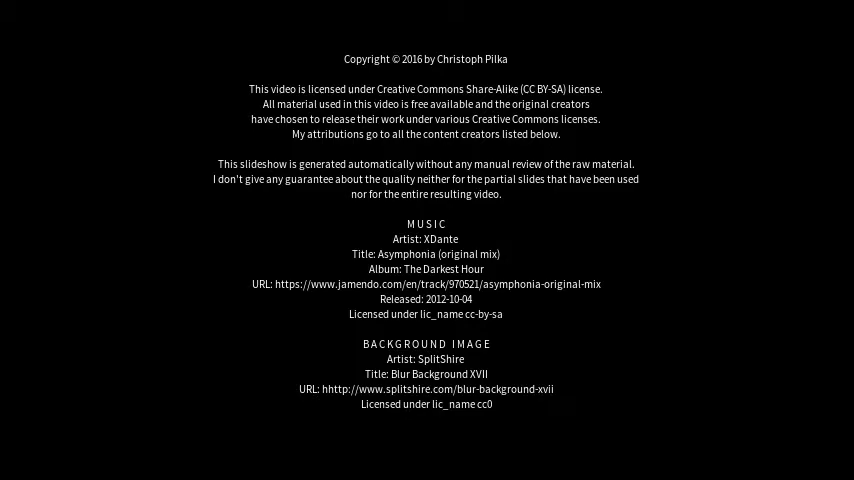 Copyright © 2016 by Christoph Pilka
This video is licensed under Creative Commons Share-Alike (CC BY-SA) license.
All material used in this video is free available and the original creators
have chosen to release their work under various Creative Commons licenses.
My attributions go to all the content creators listed below.
This slideshow is generated automatically without any manual review of the raw material.
I don't give any guarantee about the quality neither for the partial slides that have been used
nor for the entire resulting video.
MUSIC
Artist: XDante
Title: Asymphonia (original mix)
Album: The Darkest Hour
URL: https://www.jamendo.com/en/track/970521/asymphonia-original-mix
Released: 2012-10-04
Licensed under lic_name cc-by-sa
BACKGROUND IMAGE
Artist: SplitShire
Title: Blur Background XVII
URL: hhttp://www.splitshire.com/blur-background-xvii
Licensed under lic_name cc0